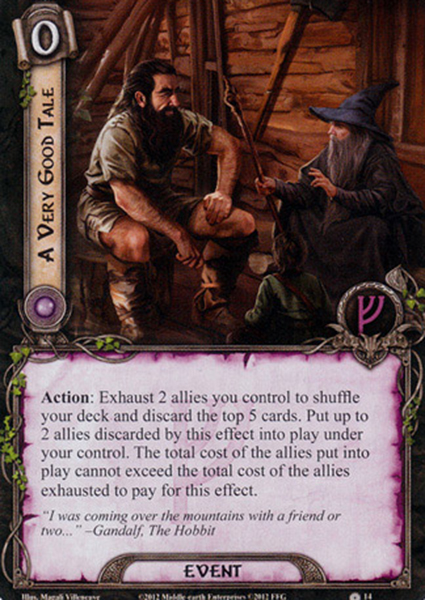 0
A VERY GOOD TALE
Action: Exhaust 2 allies you control to shuffle
your deck and discard the top 5 cards. Put up to
2 allies discarded by this effect into play under
your control. The total cost of the allies put into
play cannot exceed the total cost of the allies
exhausted to pay for this effect.
“I was coming over the mountains with a friend or
two...” –Gandalf, The Hobbit
EVENT
Illus. Magali Villeneuve ©2012 Middle-earth Enterprises ©2012 FFG 14